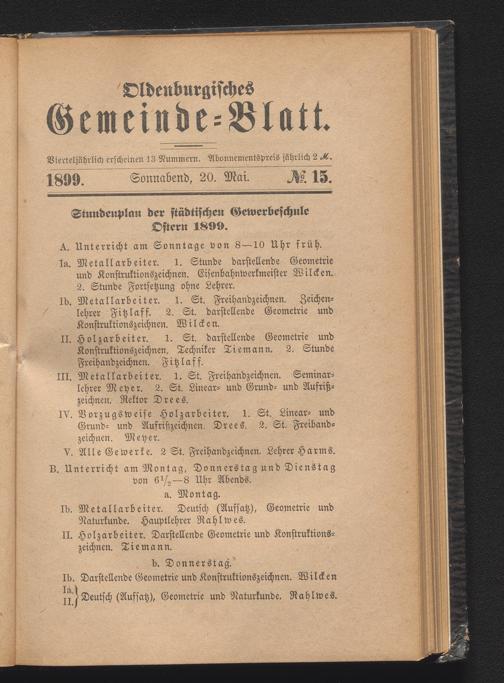 Oldenburgisches
Gemeinde-Blatt.
Vierteljährlich erscheinen 13 Nummern. Abonnementspreis jährlich 2 M.
1899. Sonnabend, 20. Mai. № 15.
Stundenplan der städtischen Gewerbeschule
Ostern 1899.
A. Unterricht am Sonntage von 8—10 Uhr früh.
Ia. Metallarbeiter. 1. Stunde darstellende Geometrie
und Konstruktionszeichnen. Eisenbahnwerkmeister Wilcken.
2. Stunde Fortsetzung ohne Lehrer.
Ib. Metallarbeiter. 1. St. Freihandzeichnen. Zeichen-
lehrer Fitzlaff. 2. St. darstellende Geometrie und
Konstruktionszeichnen. Wilcken.
II. Holzarbeiter. 1. St. darstellende Geometrie und
Konstruktionszeichnen, Techniker Tiemann. 2. Stunde
Freihandzeichnen. Fitzlaff.
III. Metallarbeiter. 1. St. Freihandzeichnen. Seminar-
lehrer Meyer. 2. St. Linear- und Grund- und Aufriß-
zeichnen. Rektor Drees.
IV. Vorzugsweise Holzarbeiter. 1. St. Linear- und
Grund- und Aufrißzeichnen. Drees. 2. St. Freihand-
zeichnen. Meyer.
V. Alle Gewerke. 2 St. Freihandzeichnen. Lehrer Harms.
B. Unterricht am Montag, Donnerstag und Dienstag
von 6½—8 Uhr Abends.
a. Montag.
Ib. Metallarbeiter. Deutsch (Aufsatz), Geometrie und
Naturkunde. Hauptlehrer Rahlwes.
II. Holzarbeiter. Darstellende Geometrie und Konstruktions-
zeichnen. Tiemann.
b. Donnerstag.
Ib. Darstellende Geometrie und Konstruktionszeichnen. Wilcken
Ia.
II.} Deutsch (Aufsatz), Geometrie und Naturkunde. Rahlwes.